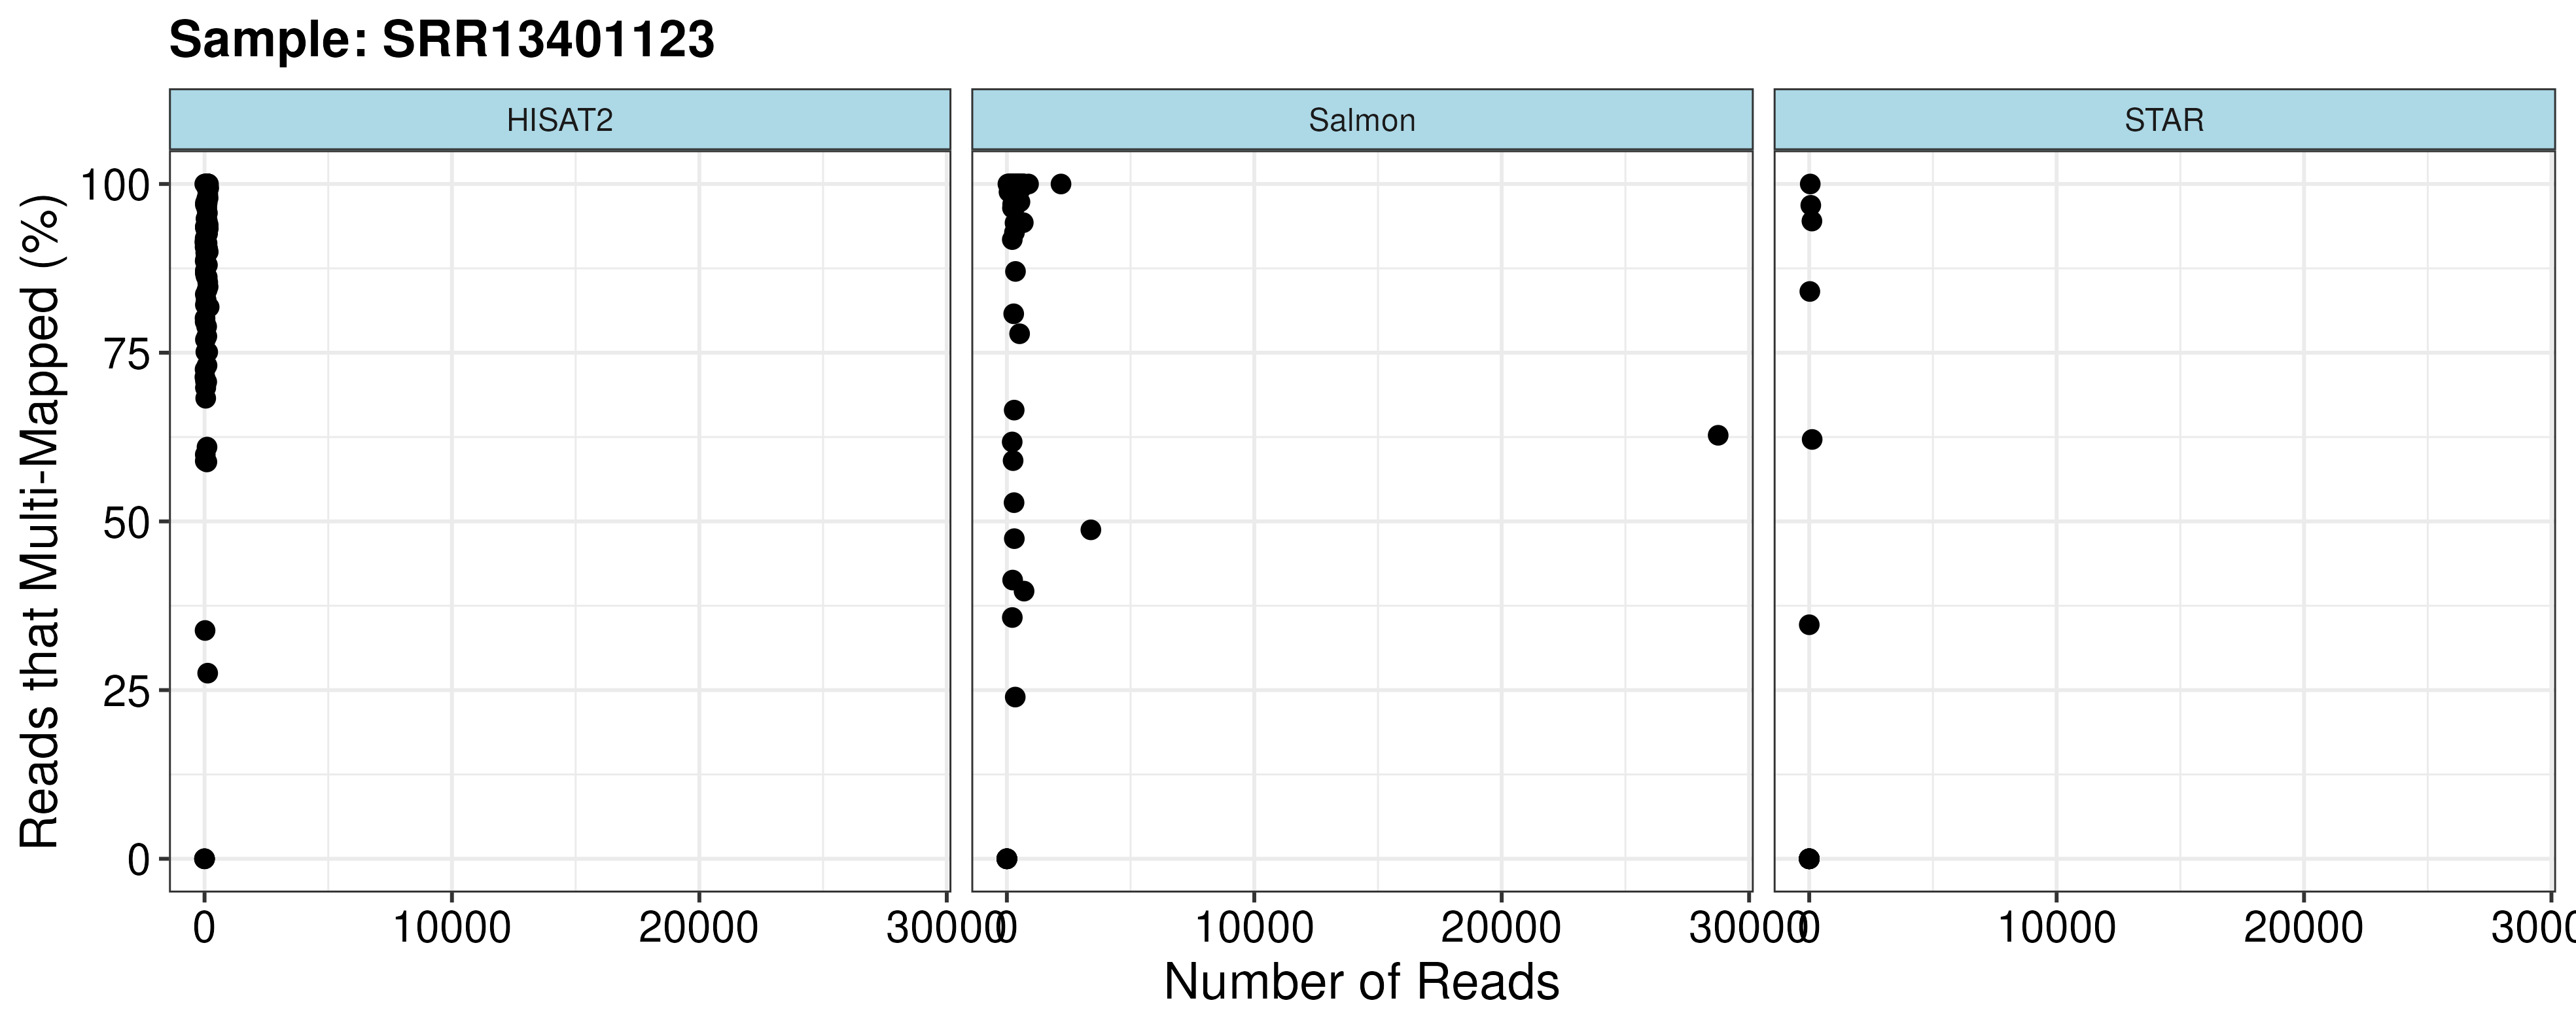 Sample: SRR13401123
HISAT2 Salmon STAR
Reads that Multi-Mapped (%)
100
75
50
25
0
0 10000 20000 30000 0 10000 20000 30000 0 10000 20000 3000
Number of Reads